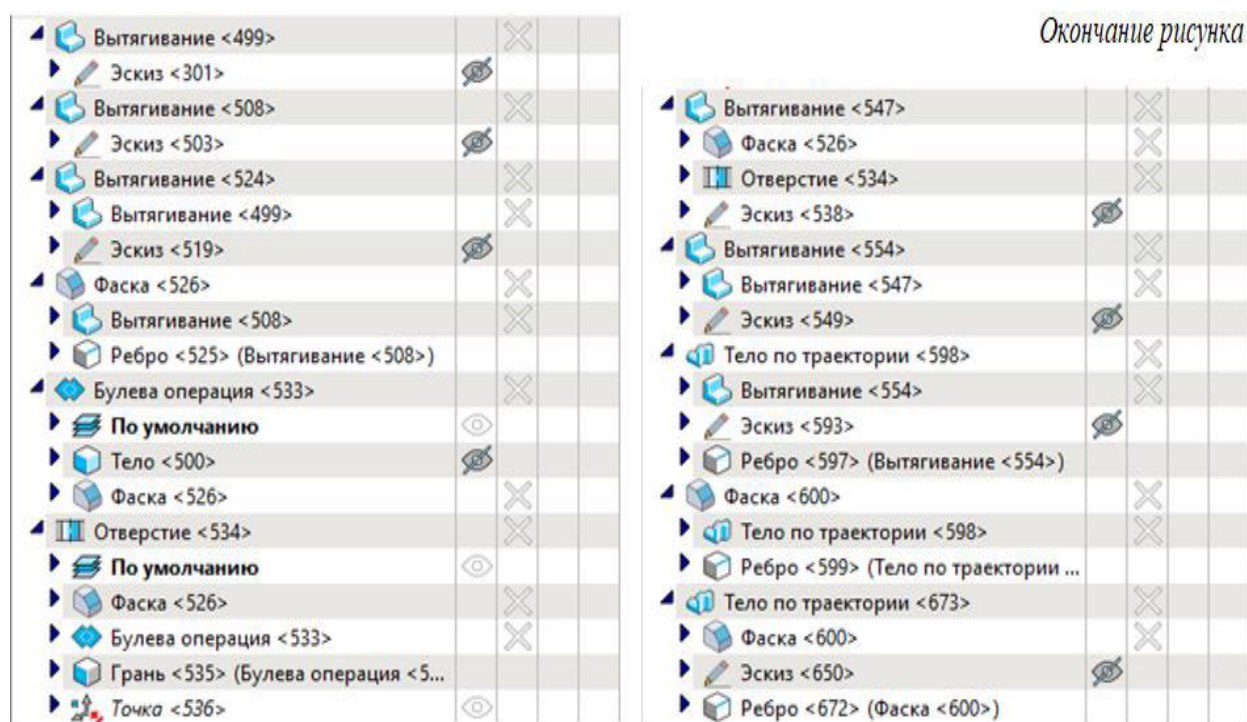 Окончание рисунка
Вытягивание <499>
Эскиз <301>
Вытягивание <508>
Эскиз <503>
Вытягивание <524>
Вытягивание <499>
Эскиз <519>
Фаска <526>
Вытягивание <508>
Ребро <525> (Вытягивание <508>)
Булева операция <533>
По умолчанию
Тело <500>
Фаска <526>
Отверстие <534>
По умолчанию
Фаска <526>
Булева операция <533>
Грань <535> (Булева операция <5...
Точка <536>
Вытягивание <547>
Фаска <526>
Отверстие <534>
Эскиз <538>
Вытягивание <554>
Вытягивание <547>
Эскиз <549>
Тело по траектории <598>
Вытягивание <554>
Эскиз <593>
Ребро <597> (Вытягивание <554>)
Фаска <600>
Тело по траектории <598>
Ребро <599> (Тело по траектории ...
Тело по траектории <673>
Фаска <600>
Эскиз <650>
Ребро <672> (Фаска <600>)